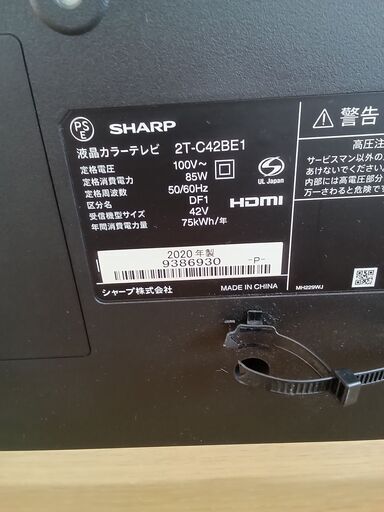 PSE
SHARP
液晶カラーテレビ 2T-C42BE1
定格電圧 100V～
定格消費電力 85W
定格周波数 50/60Hz
区分名 DF1
受信機型サイズ 42V
年間消費電力量 75kWh/年
UL Japan
HDMI
2020年製
9386930 -P-
シャープ株式会社 MADE IN CHINA
警告
高圧注
サービスマン以外の
あけないでください。
内部には高電圧部分
万一さわると危険
MH229WJ